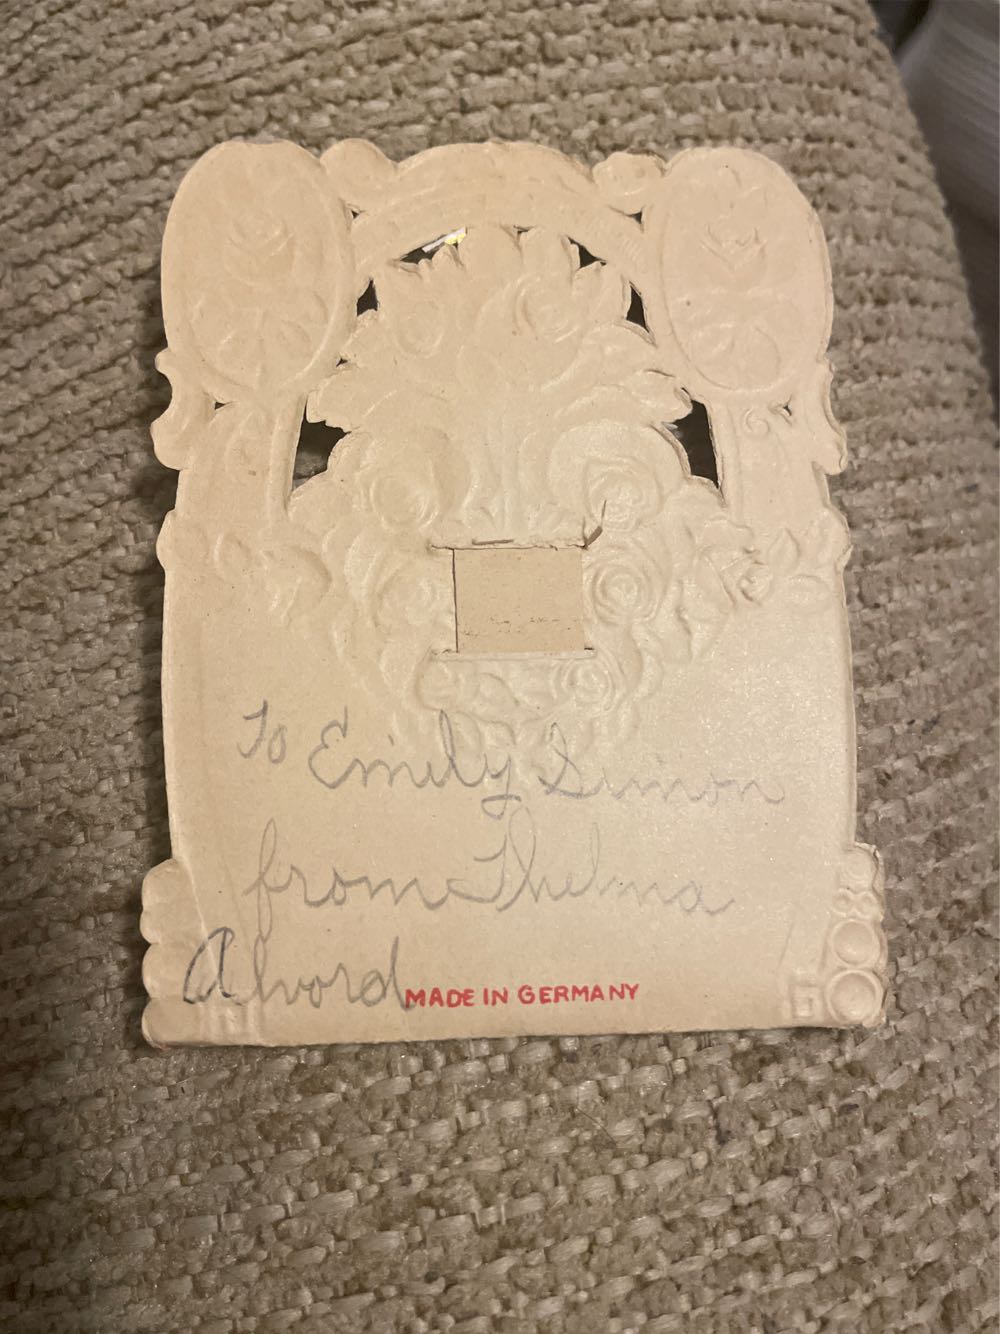 To Emily Simon
from Thelma
Alvord MADE IN GERMANY